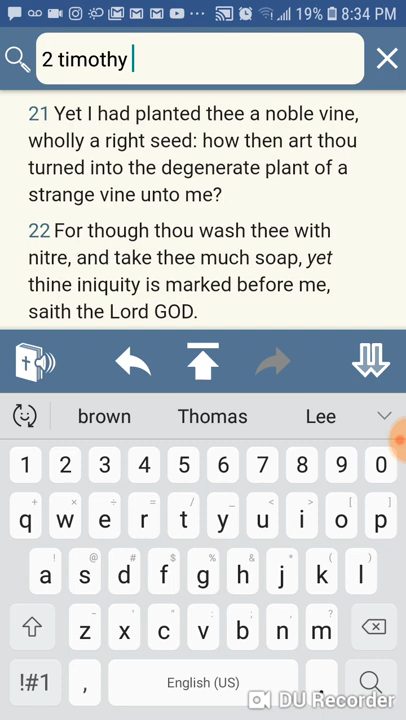 19% 8:34 PM
2 timothy
21 Yet I had planted thee a noble vine,
wholly a right seed: how then art thou
turned into the degenerate plant of a
strange vine unto me?
22 For though thou wash thee with
nitre, and take thee much soap, yet
thine iniquity is marked before me,
saith the Lord GOD.
brown Thomas Lee
1 2 3 4 5 6 7 8 9 0
+ × ÷ = / _ < > [ ]
q w e r t y u i o p
! @ # $ % ^ & * ( )
a s d f g h j k l
- ' " : ; , ?
z x c v b n m
!#1 , English (US) .
DU Recorder